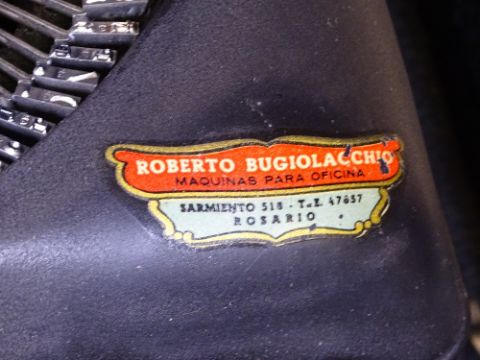 ROBERTO BUGIOLACCHIO
MAQUINAS PARA OFICINA
SARMIENTO 518 - T.E. 47657
ROSARIO